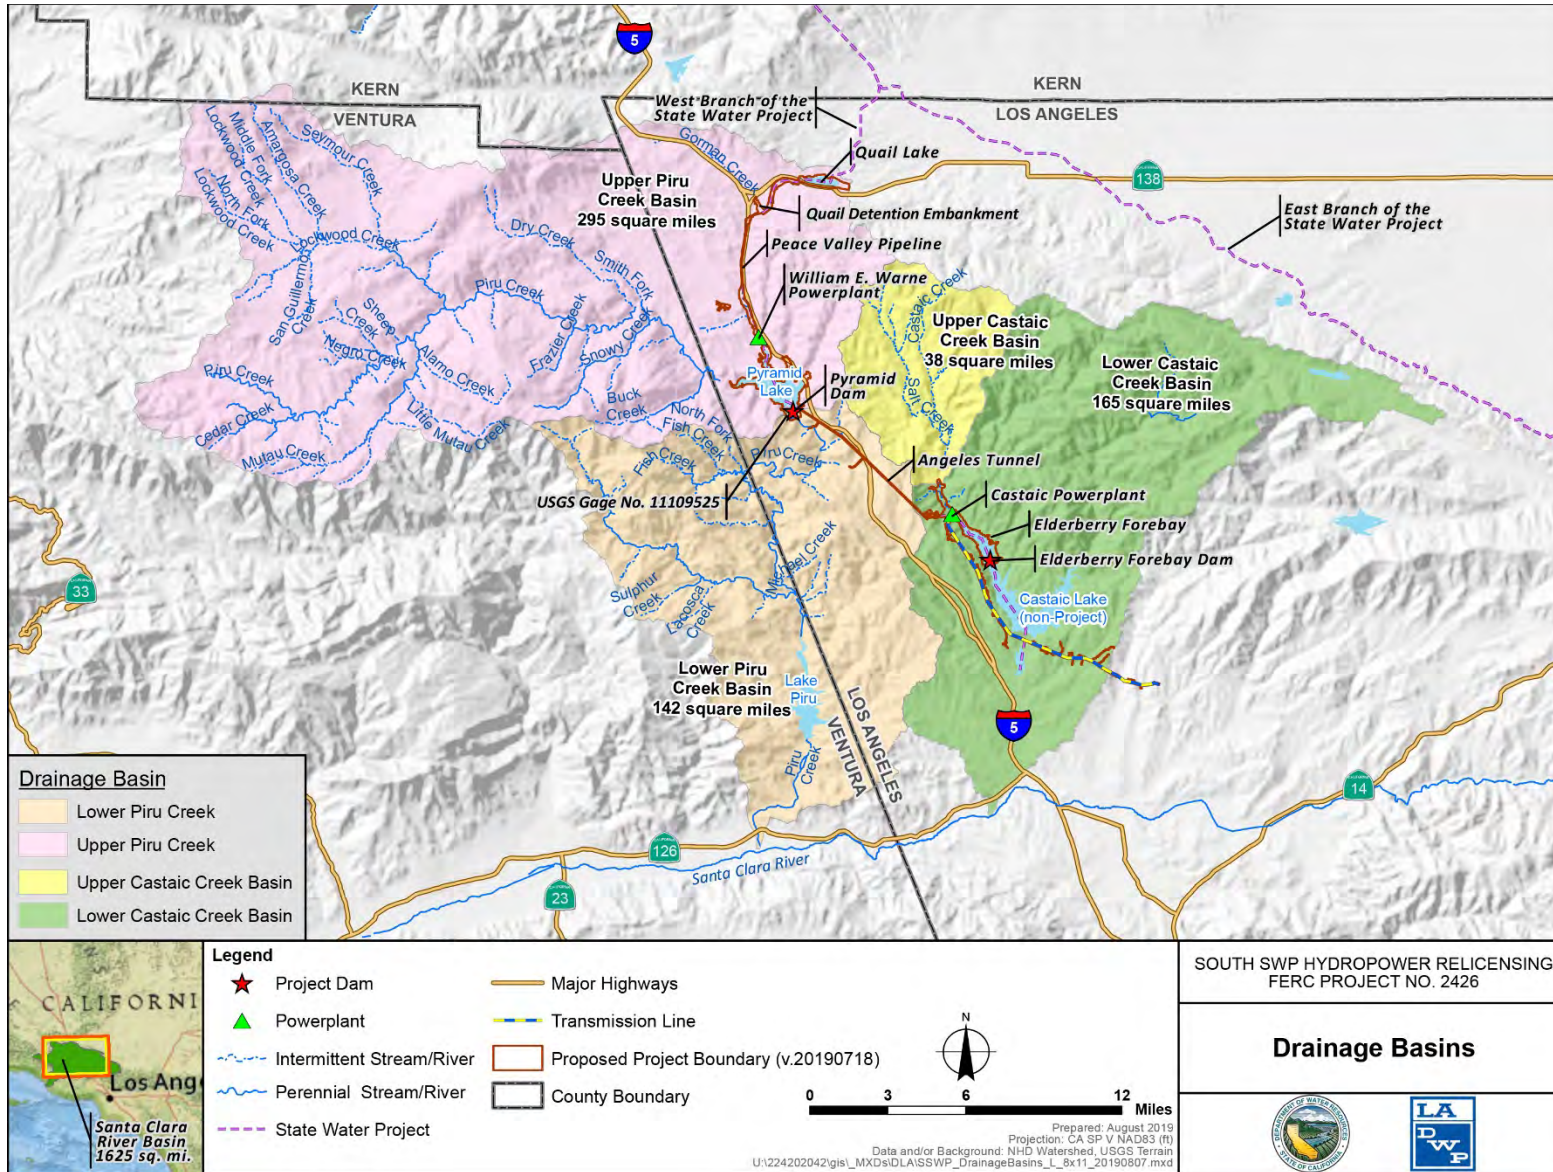 5
KERN
VENTURA
KERN
LOS ANGELES
West Branch of the
State Water Project
Quail Lake
138
Gorman Creek
Seymour Creek
Amargosa Creek
Middle Fork
Lockwood Creek
North Fork
Lockwood Creek
Lockwood Creek
San Guillermo
Creek
Upper Piru
Creek Basin
295 square miles
Quail Detention Embankment
East Branch of the
State Water Project
Peace Valley Pipeline
Dry Creek
Smith Fork
William E. Warne
Powerplant
Piru Creek
Sheep
Creek
Negro Creek
Alamo Creek
Frazier Creek
Snowy Creek
Castaic Creek
Upper Castaic
Creek Basin
38 square miles
Lower Castaic
Creek Basin
165 square miles
Pyramid
Lake
Pyramid
Dam
Salt Creek
Piru Creek
Cedar Creek
Mutau Creek
Little Mutau Creek
Buck
Creek
North Fork
Fish Creek
Fish Creek
Piru Creek
Angeles Tunnel
USGS Gage No. 11109525
Castaic Powerplant
Elderberry Forebay
Elderberry Forebay Dam
33
Sulphur
Creek
Lacosca
Creek
Michael Creek
Castaic Lake
(non-Project)
Lower Piru
Creek Basin
142 square miles
Lake
Piru
LOS ANGELES
VENTURA
5
Piru
Creek
14
126
Santa Clara River
23
Drainage Basin
Lower Piru Creek
Upper Piru Creek
Upper Castaic Creek Basin
Lower Castaic Creek Basin
CALIFORNI
Los Ang
Santa Clara
River Basin
1625 sq. mi.
Legend
Project Dam
Powerplant
Intermittent Stream/River
Perennial Stream/River
State Water Project
Major Highways
Transmission Line
Proposed Project Boundary (v.20190718)
County Boundary
N
0 3 6 12
Miles
Prepared: August 2019
Projection: CA SP V NAD83 (ft)
Data and/or Background: NHD Watershed, USGS Terrain
U:\224202042\gis\_MXDs\DLA\SSWP_DrainageBasins_L_8x11_20190807.mxd
SOUTH SWP HYDROPOWER RELICENSING
FERC PROJECT NO. 2426
Drainage Basins
DEPARTMENT OF WATER RESOURCES
STATE OF CALIFORNIA
LA
DWP